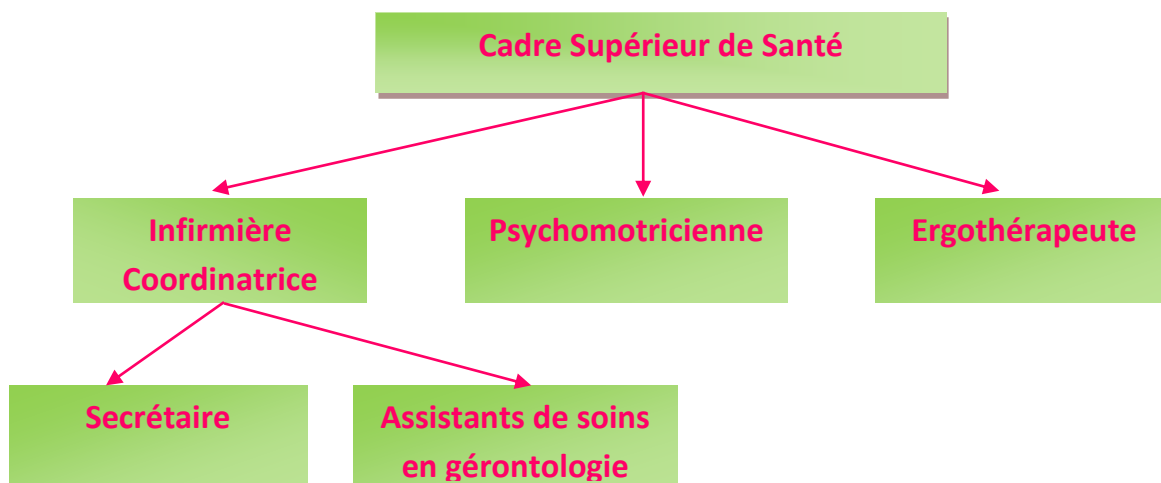 Cadre Supérieur de Santé
Infirmière
Coordinatrice
Psychomotricienne
Ergothérapeute
Secrétaire
Assistants de soins
en gérontologie